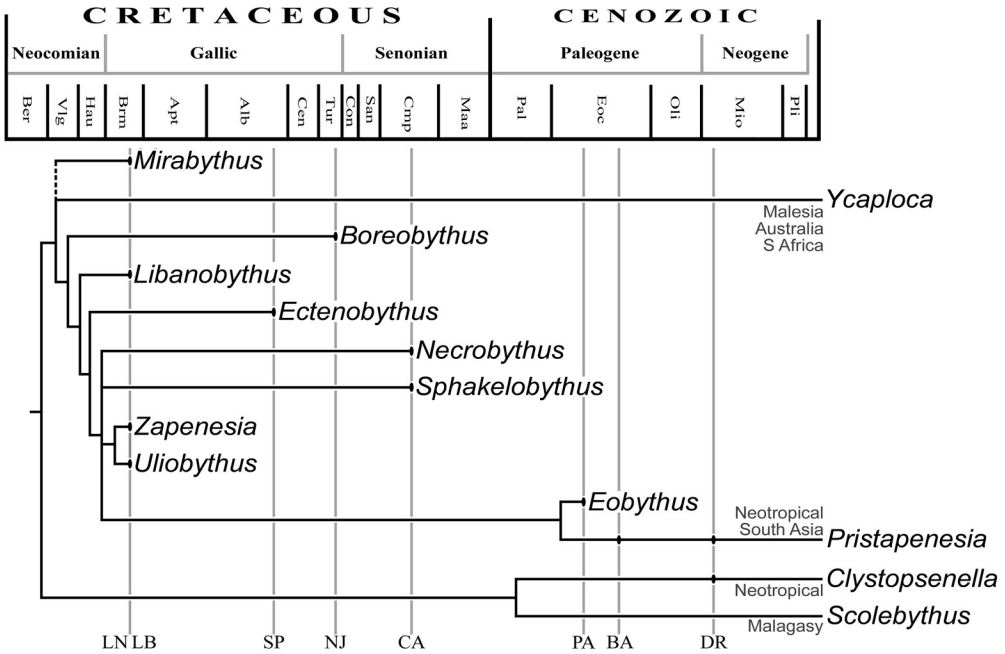 CRETACEOUS CENOZOIC
Neocomian Gallic Senonian Paleogene Neogene
Ber Vlg Hau Brm Apt Alb Cen Tur Con San Cmp Maa Pal Eoc Oli Mio Pli
Mirabythus
Ycaploca
Malesia
Australia
S Africa
Boreobythus
Libanobythus
Ectenobythus
Necrobythus
Sphakelobythus
Zapenesia
Uliobythus
Eobythus
Neotropical
South Asia
Pristapenesia
Clystopsenella
Neotropical
Scolebythus
Malagasy
LN LB SP NJ CA PA BA DR